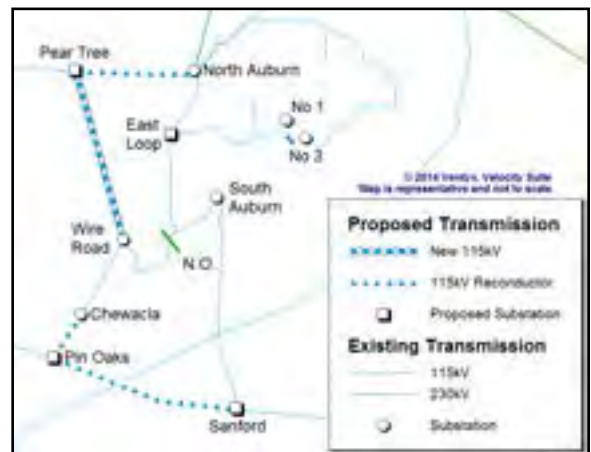 Pear Tree
North Auburn
No 1
East
Loop
No 3
© 2014 Ventyx, Velocity Suite
Map is representative and not to scale
South
Auburn
Proposed Transmission
Wire
Road
New 115kV
N.O.
115kV Reconductor
Chewacla
Proposed Substation
Pin Oaks
Existing Transmission
115kV
230kV
Sanford
Substation